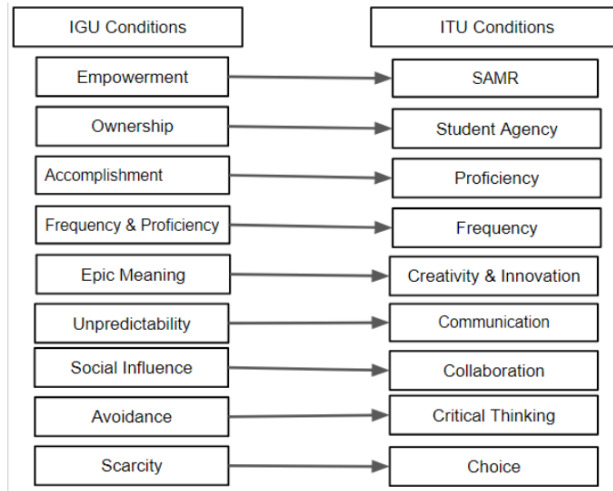 IGU Conditions ITU Conditions
Empowerment SAMR
Ownership Student Agency
Accomplishment Proficiency
Frequency & Proficiency Frequency
Epic Meaning Creativity & Innovation
Unpredictability Communication
Social Influence Collaboration
Avoidance Critical Thinking
Scarcity Choice